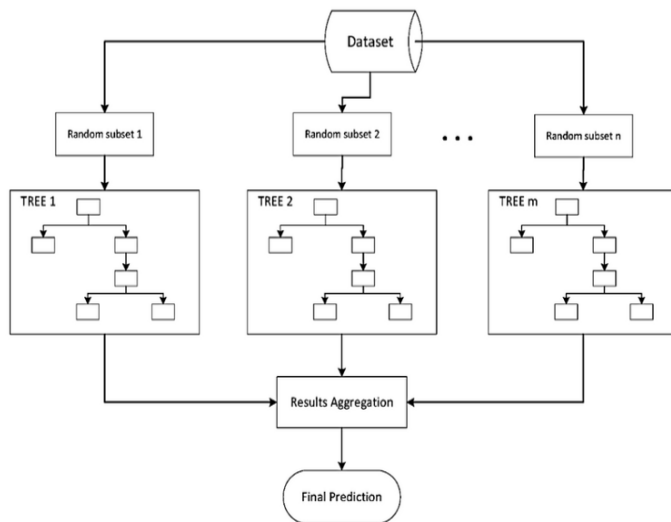 Dataset
Random subset 1
Random subset 2
...
Random subset n
TREE 1
TREE 2
TREE m
Results Aggregation
Final Prediction